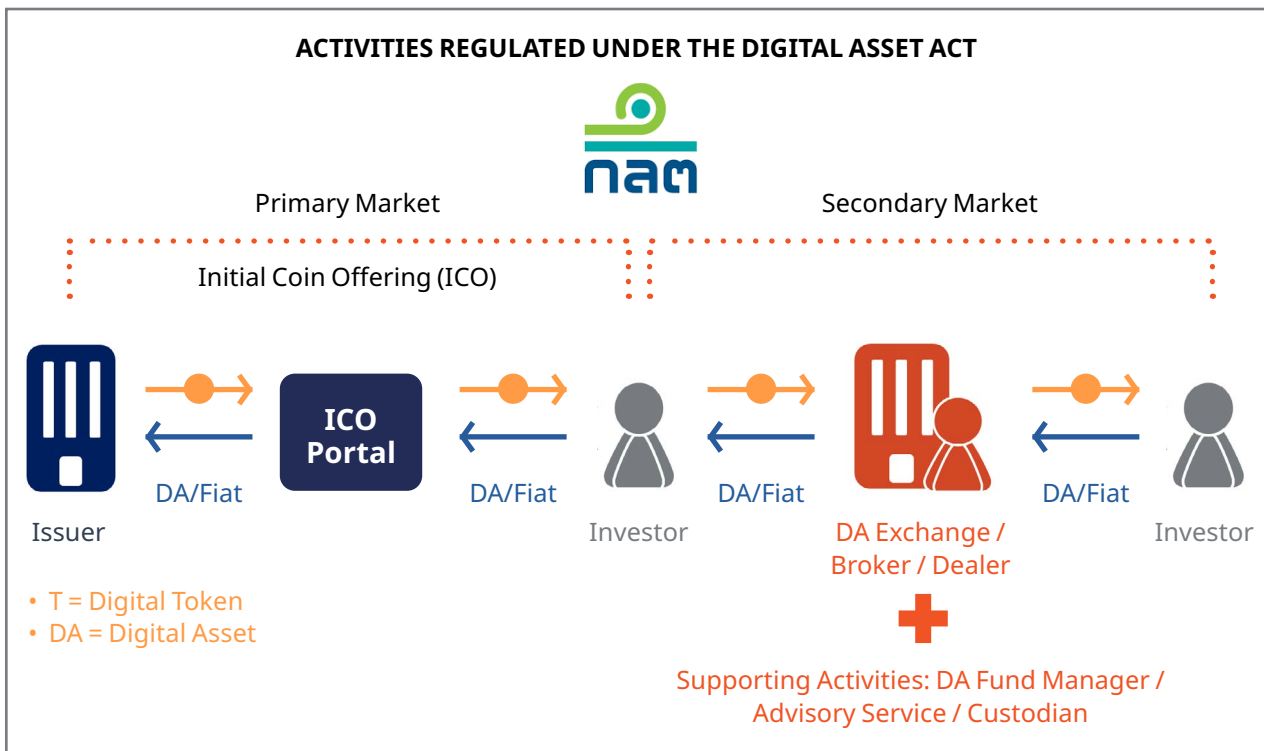 ACTIVITIES REGULATED UNDER THE DIGITAL ASSET ACT
กลต
Primary Market
Secondary Market
Initial Coin Offering (ICO)
ICO
Portal
DA/Fiat
DA/Fiat
DA/Fiat
DA/Fiat
Issuer
Investor
DA Exchange /
Broker / Dealer
Investor
• T = Digital Token
• DA = Digital Asset
Supporting Activities: DA Fund Manager /
Advisory Service / Custodian